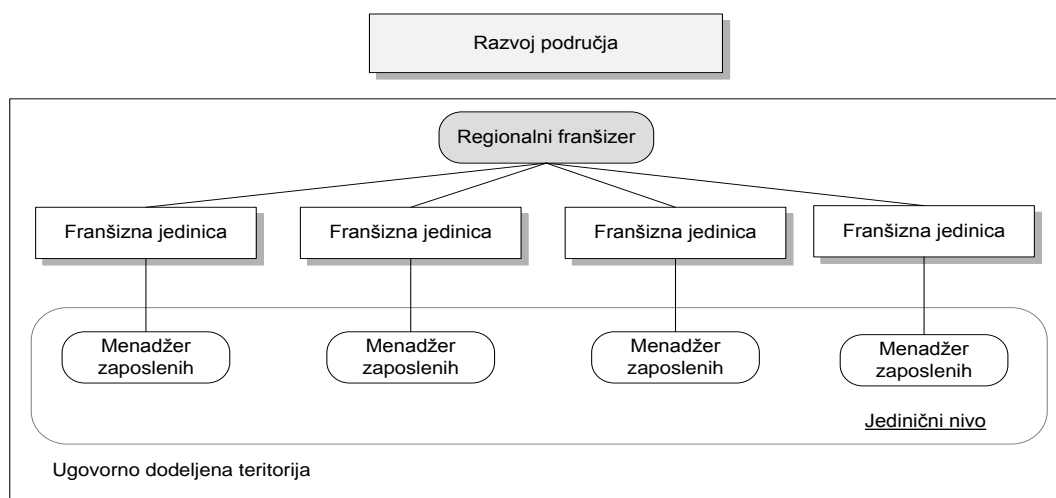 Razvoj područja
Regionalni franšizer
Franšizna jedinica
Franšizna jedinica
Franšizna jedinica
Franšizna jedinica
Menadžer
zaposlenih
Menadžer
zaposlenih
Menadžer
zaposlenih
Menadžer
zaposlenih
Jedinični nivo
Ugovorno dodeljena teritorija